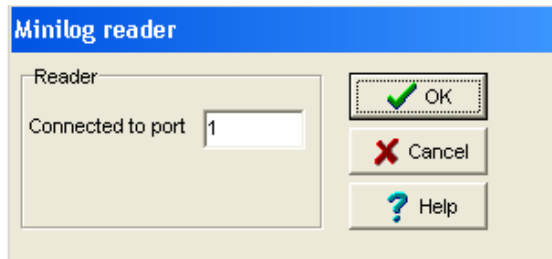 Minilog reader
Reader
Connected to port 1
OK
Cancel
Help